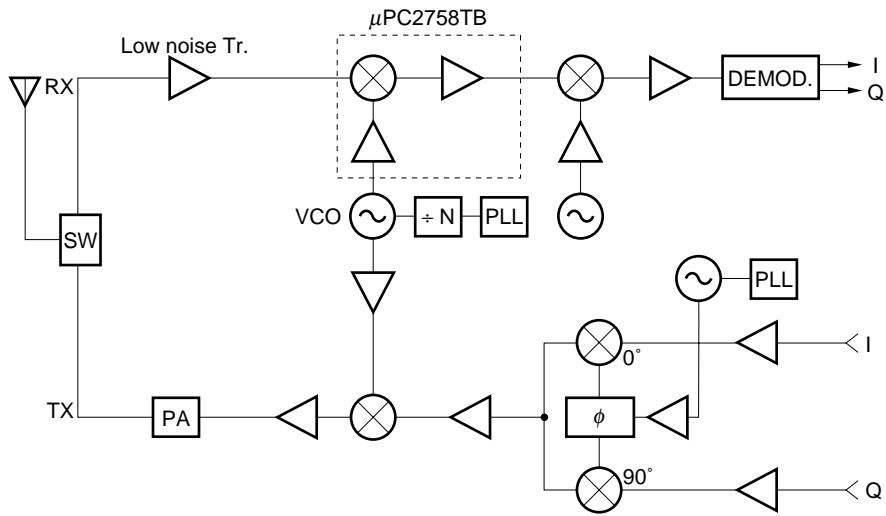 μPC2758TB
Low noise Tr.
RX
DEMOD.
I
Q
VCO
÷ N
PLL
SW
PLL
0°
I
TX
PA
φ
90°
Q